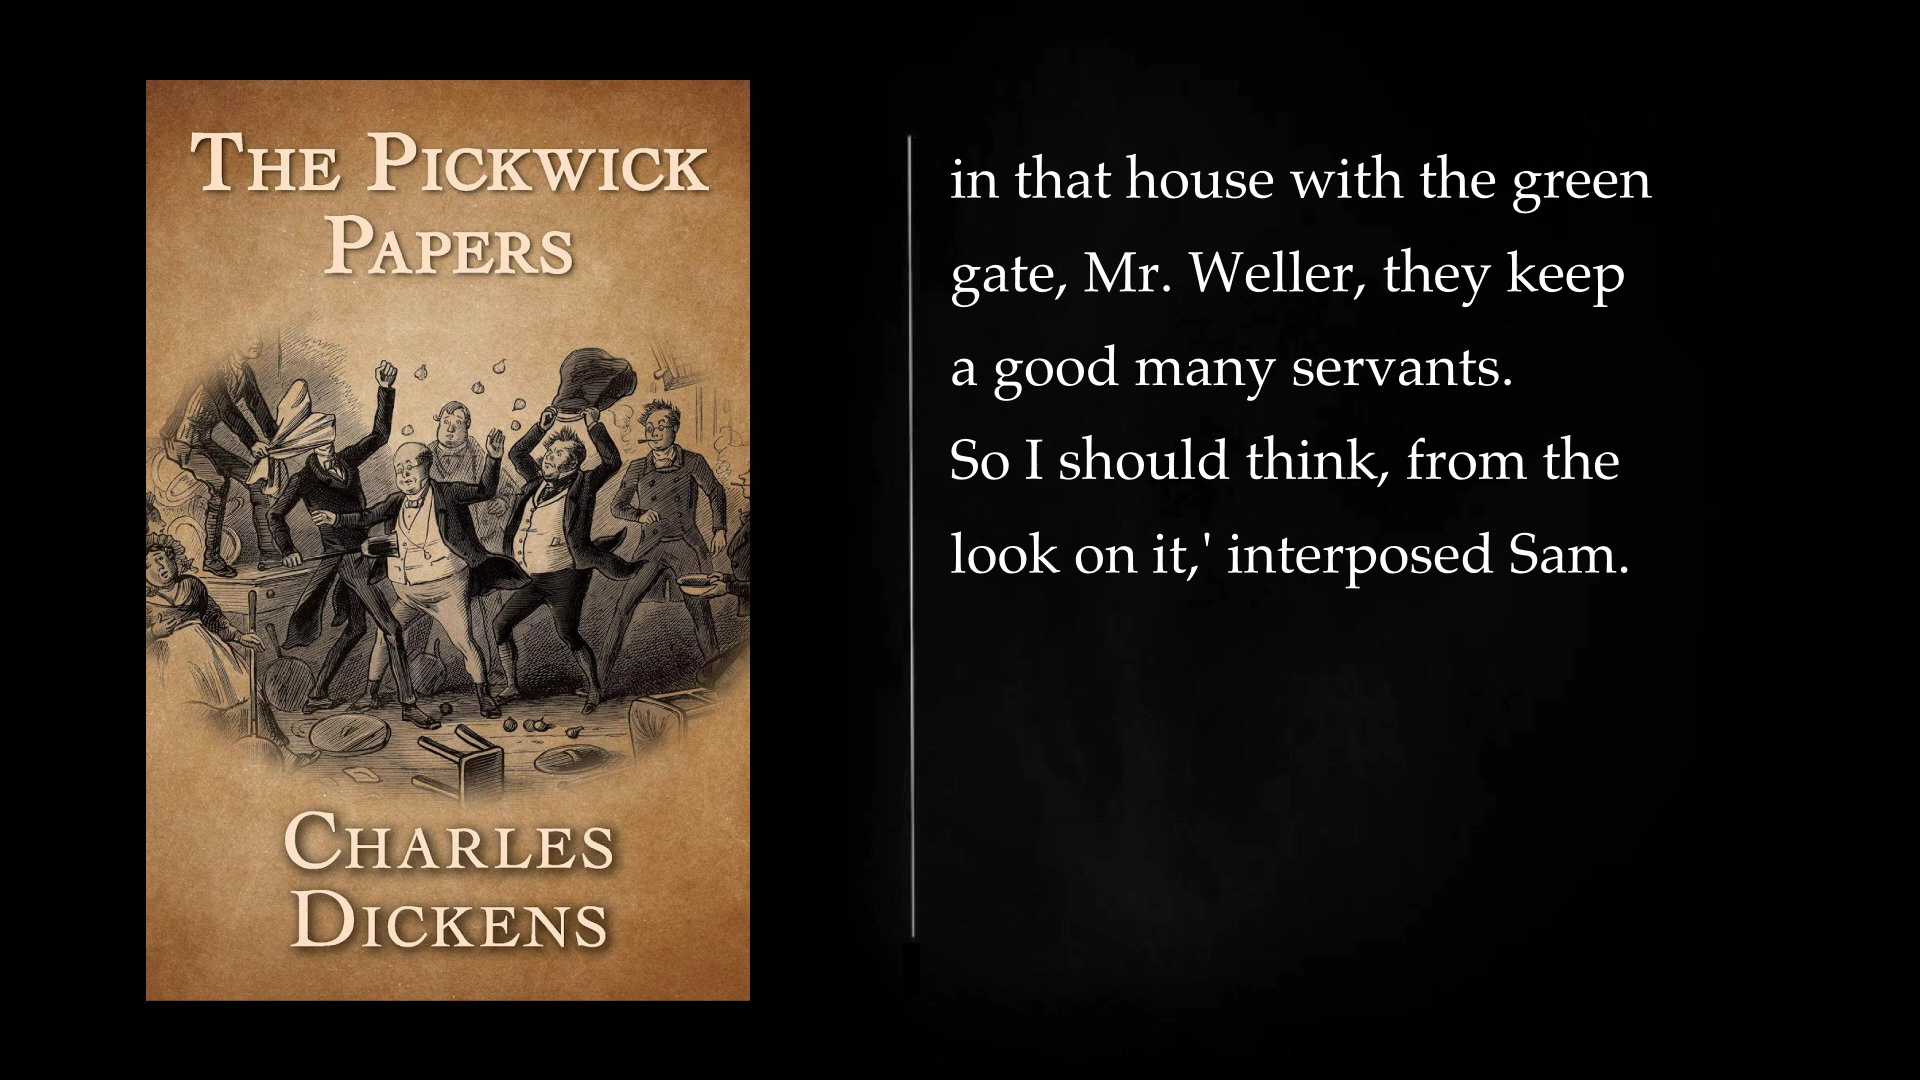 The Pickwick
Papers
Charles
Dickens
in that house with the green
gate, Mr. Weller, they keep
a good many servants.
So I should think, from the
look on it,' interposed Sam.